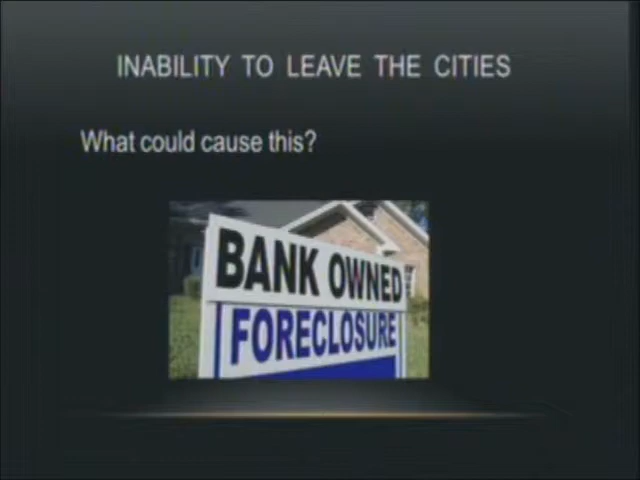 INABILITY TO LEAVE THE CITIES
What could cause this?
BANK OWNED
FORECLOSURE